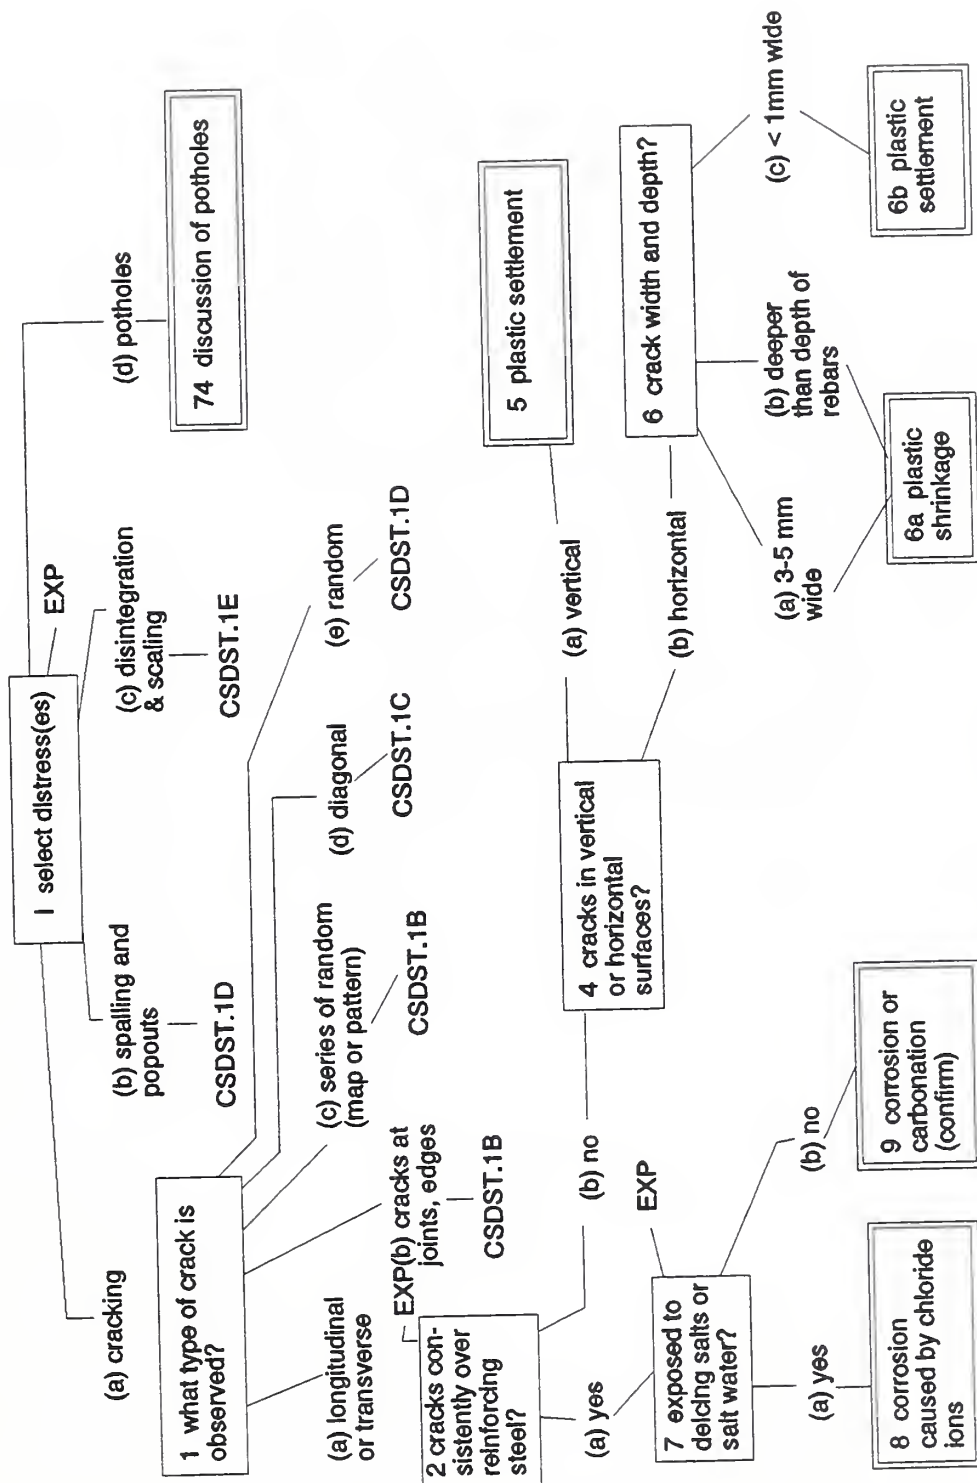 I select distress(es)
EXP
(a) cracking
(b) spalling and
popouts
CSDST.1D
(c) disintegration
& scaling
CSDST.1E
(d) potholes
74 discussion of potholes
1 what type of crack is
observed?
(a) longitudinal
or transverse
EXP
(b) cracks at
joints, edges
CSDST.1B
(c) series of random
(map or pattern)
CSDST.1B
(d) diagonal
CSDST.1C
(e) random
CSDST.1D
2 cracks con-
sistently over
reinforcing
steel?
(a) yes
(b) no
4 cracks in vertical
or horizontal
surfaces?
(a) vertical
5 plastic settlement
(b) horizontal
6 crack width and depth?
(a) 3-5 mm
wide
(b) deeper
than depth of
rebars
(c) < 1mm wide
6a plastic
shrinkage
6b plastic
settlement
EXP
7 exposed to
deicing salts or
salt water?
(a) yes
(b) no
8 corrosion
caused by chloride
ions
9 corrosion or
carbonation
(confirm)